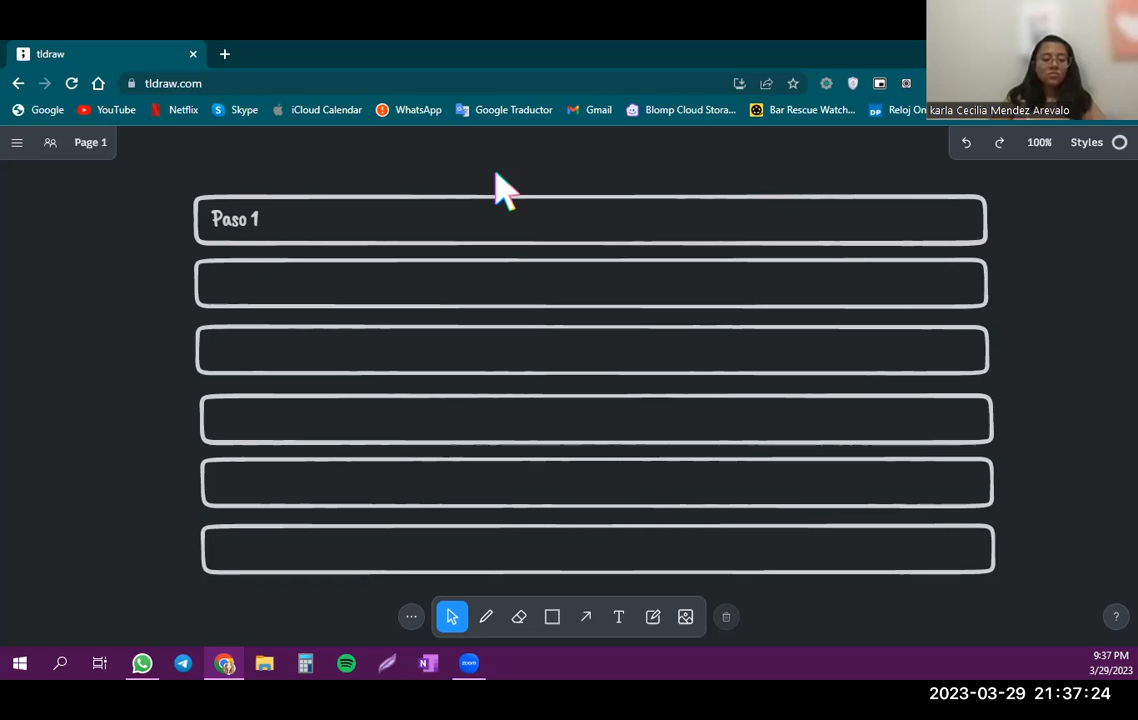 tldraw
tldraw.com
Google YouTube Netflix Skype iCloud Calendar WhatsApp Google Traductor Gmail Blomp Cloud Stora... Bar Rescue Watch... Reloj On
karla Cecilia Mendez Arevalo
Page 1
100% Styles
Paso 1
9:37 PM
3/29/2023
2023-03-29 21:37:24